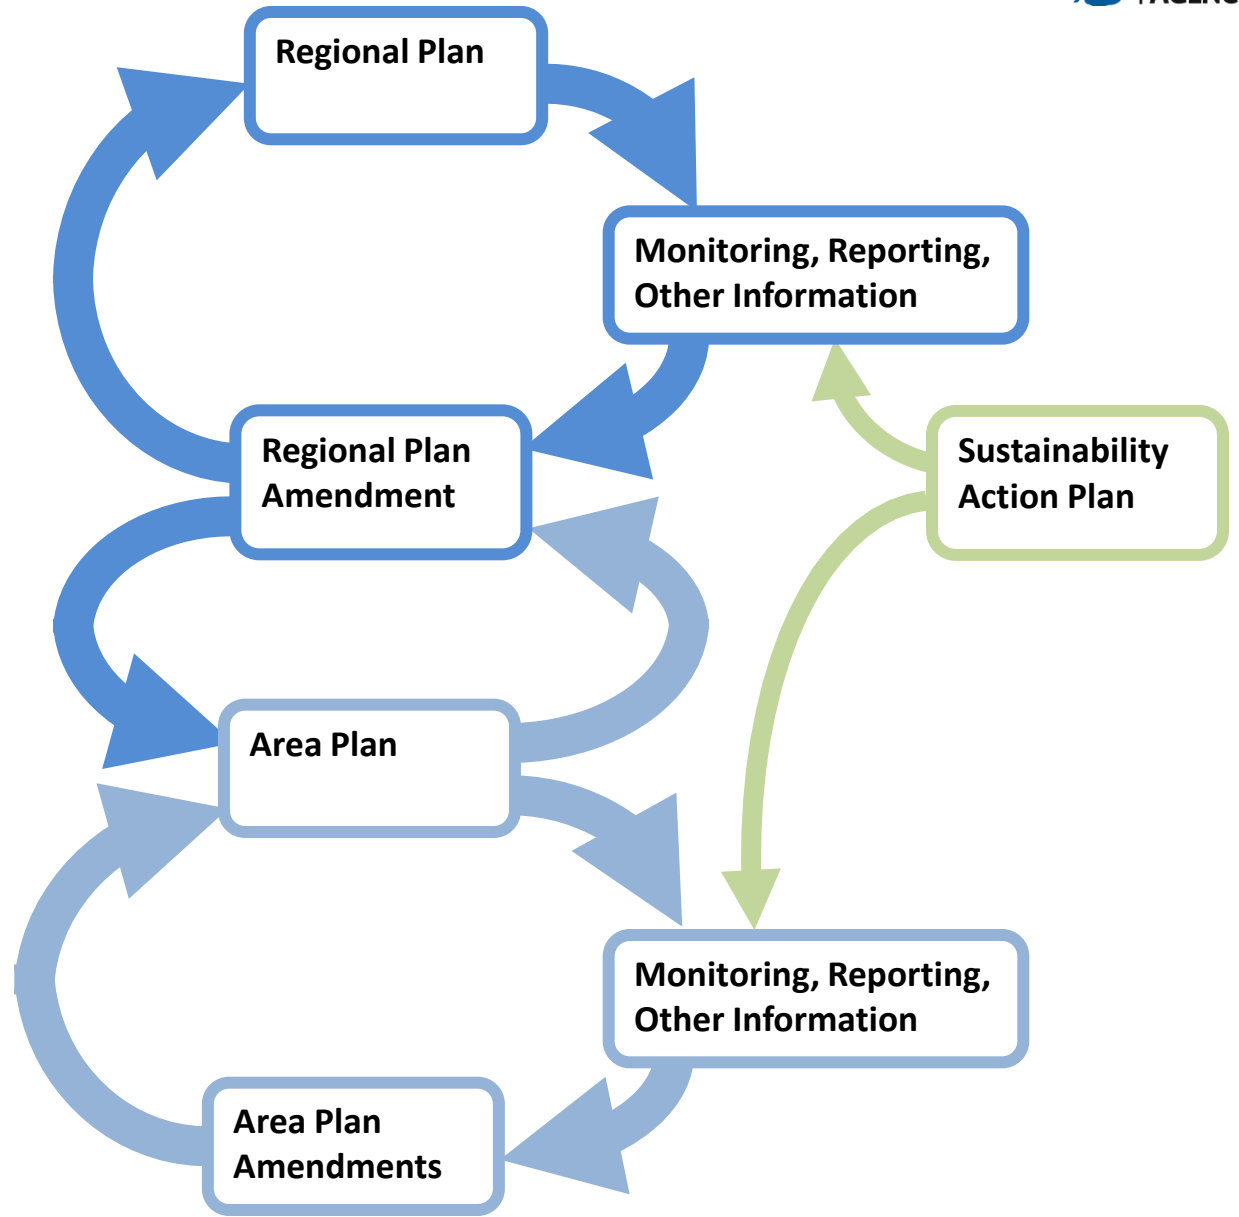 Regional Plan
Monitoring, Reporting,
Other Information
Regional Plan
Amendment
Sustainability
Action Plan
Area Plan
Monitoring, Reporting,
Other Information
Area Plan
Amendments